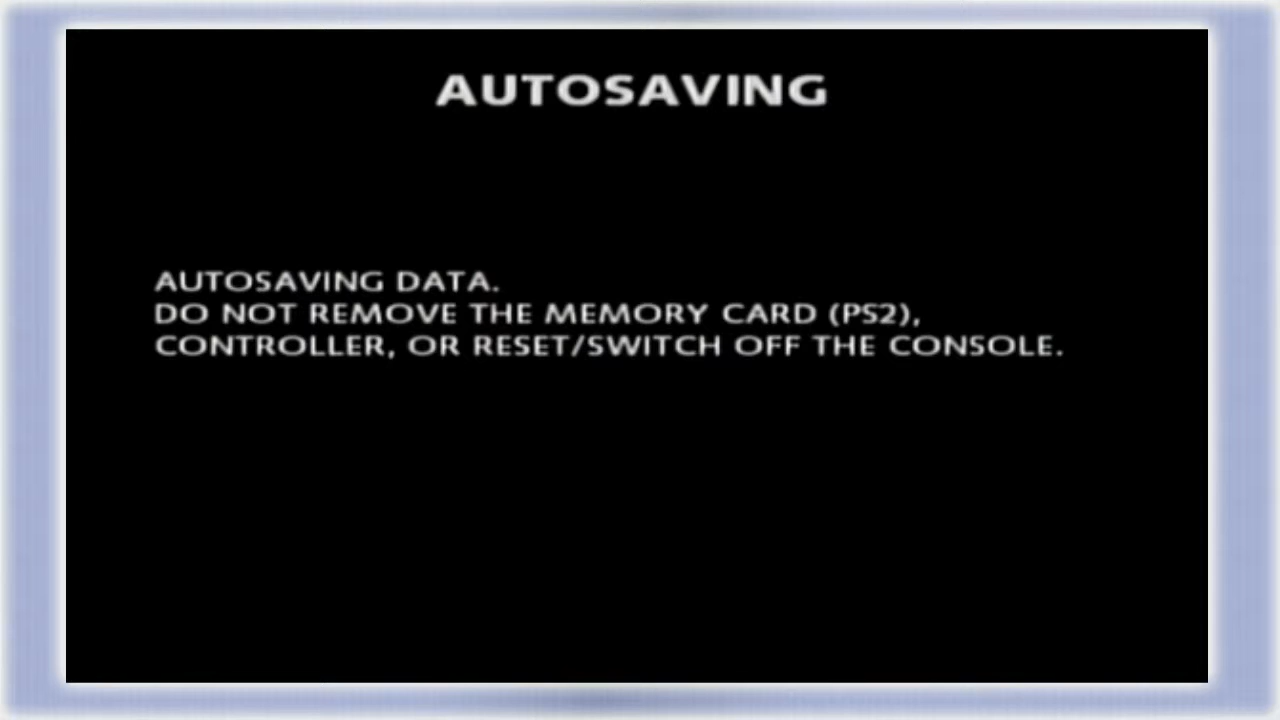 AUTOSAVING
AUTOSAVING DATA.
DO NOT REMOVE THE MEMORY CARD (PS2),
CONTROLLER, OR RESET/SWITCH OFF THE CONSOLE.